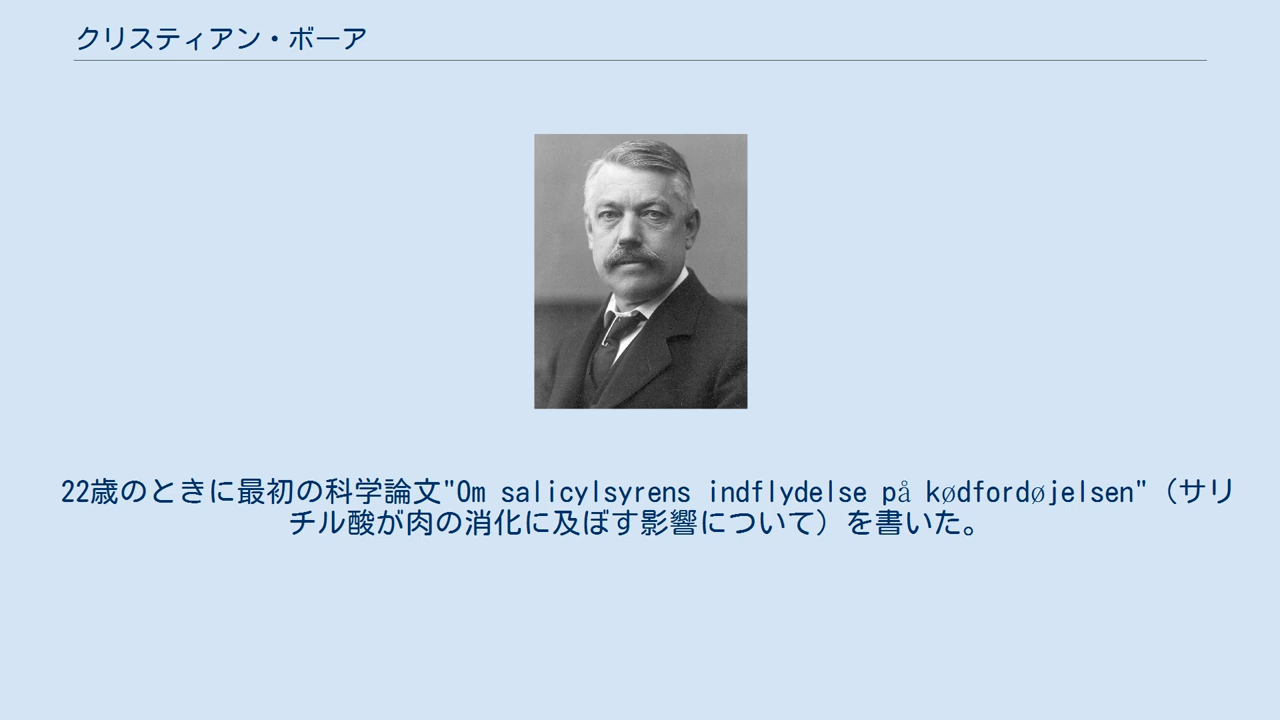 クリスティアン・ボーア
22歳のときに最初の科学論文"Om salicylsyrens indflydelse på kødfordøjelsen"（サリ
チル酸が肉の消化に及ぼす影響について）を書いた。